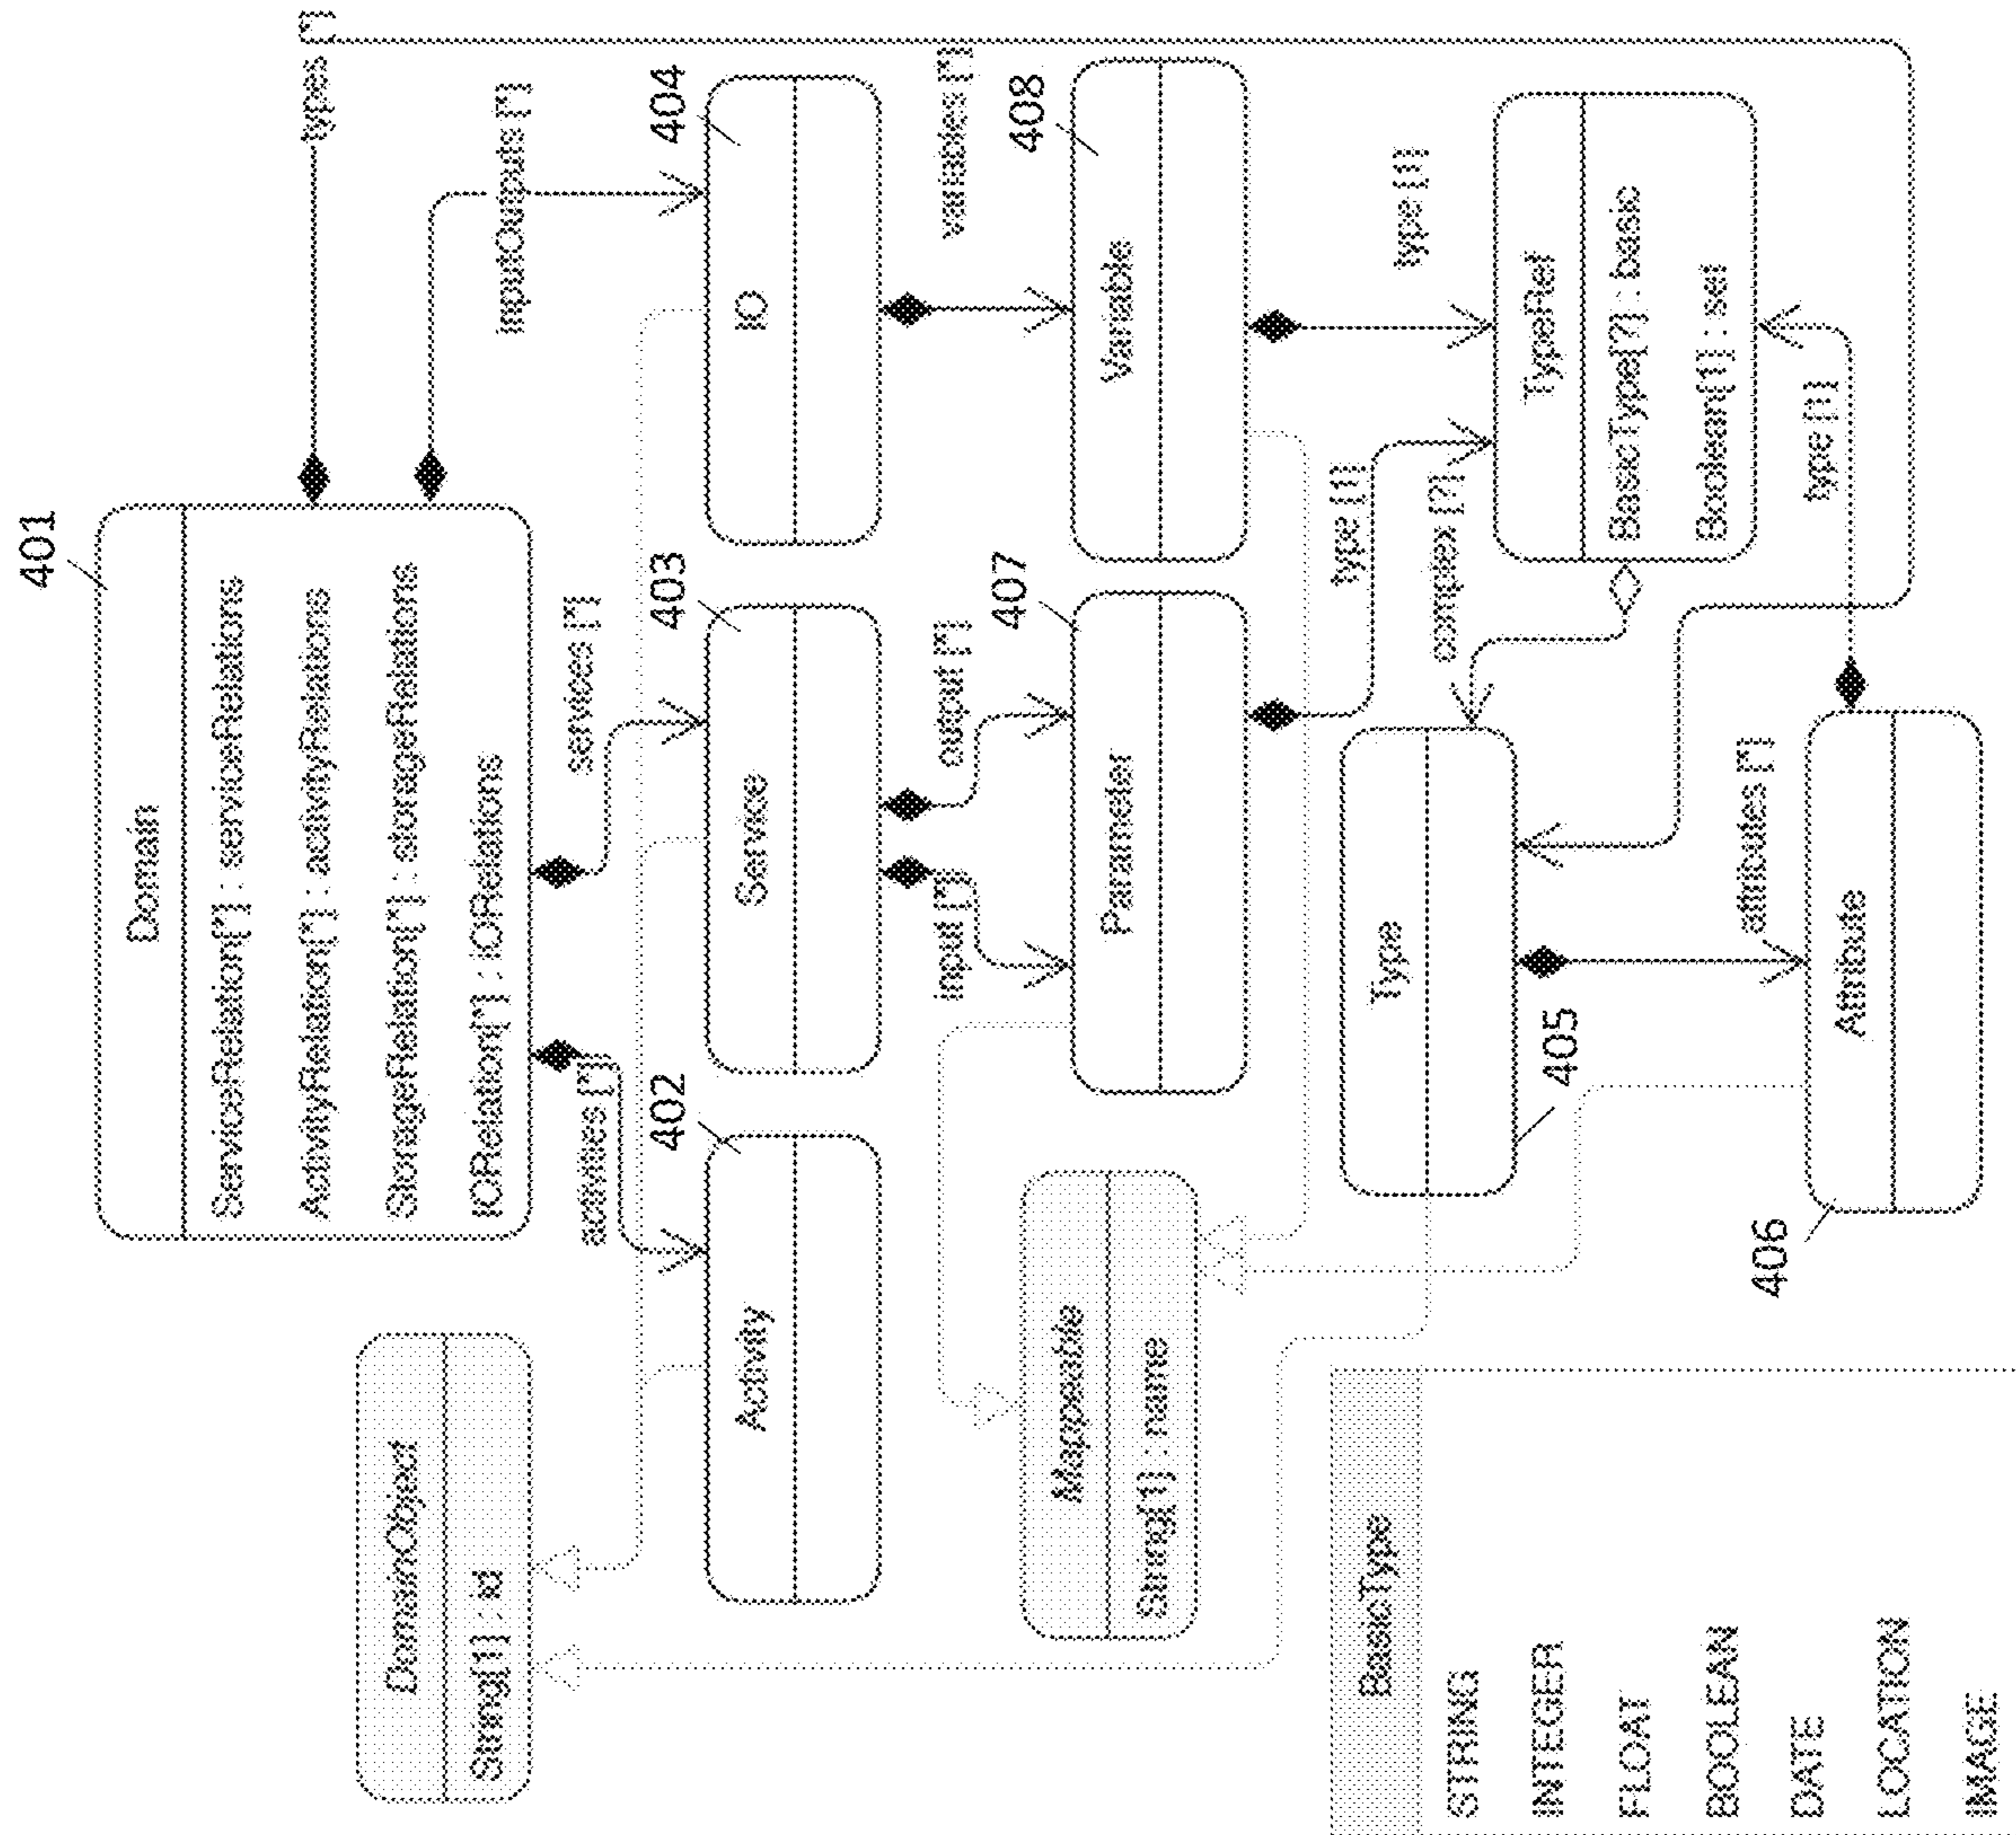 401
Domain
ServiceRelation[*] : serviceRelations
ActivityRelation[*] : activityRelations
StorageRelation[*] : storageRelations
IORelation[*] : iORelations
types [*]
inputOutputs [*]
services [*]
activities [*]
DomainObject
String[1] : id
402
Activity
403
Service
404
IO
input [*]
output [*]
variables [*]
Mappeable
String[1] : name
407
Parameter
408
Variable
type [1]
type [1]
complex [?]
Type
405
TypeRef
BasicType[?] : basic
Boolean[1] : set
attributes [*]
type [1]
406
Attribute
BasicType
STRING
INTEGER
FLOAT
BOOLEAN
DATE
LOCATION
IMAGE